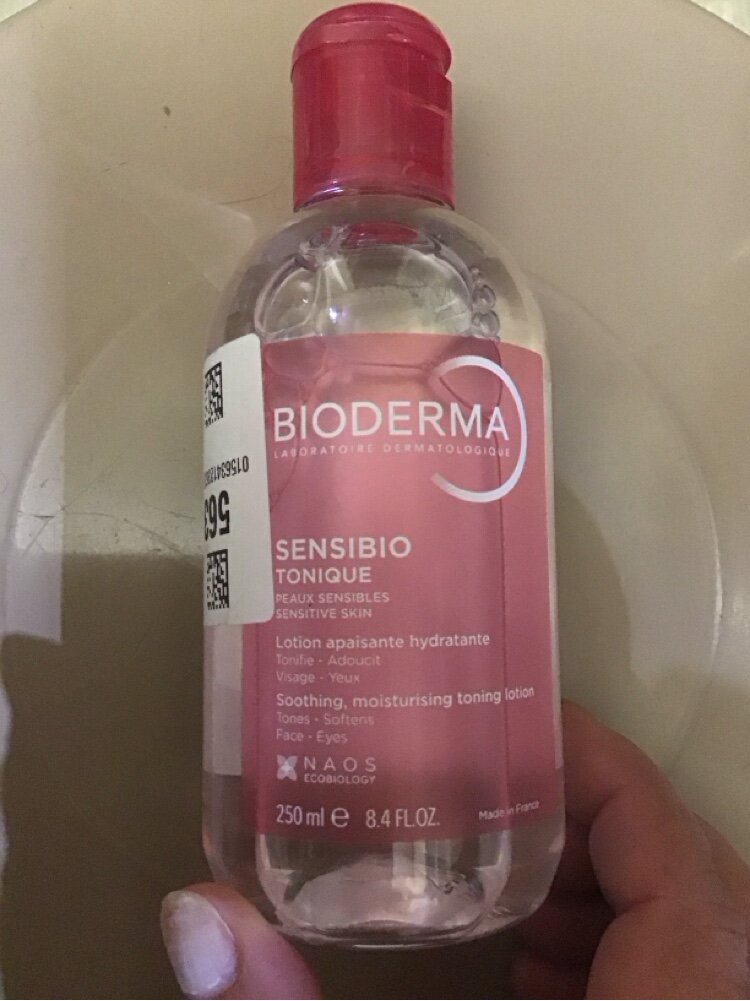 BIODERMA
LABORATOIRE DERMATOLOGIQUE
SENSIBIO
TONIQUE
PEAUX SENSIBLES
SENSITIVE SKIN
Lotion apaisante hydratante
Tonifie - Adoucit
Visage - Yeux
Soothing, moisturising toning lotion
Tones - Softens
Face - Eyes
NAOS
ECOBIOLOGY
250 ml e 8.4 FL.OZ.
Made in France
563